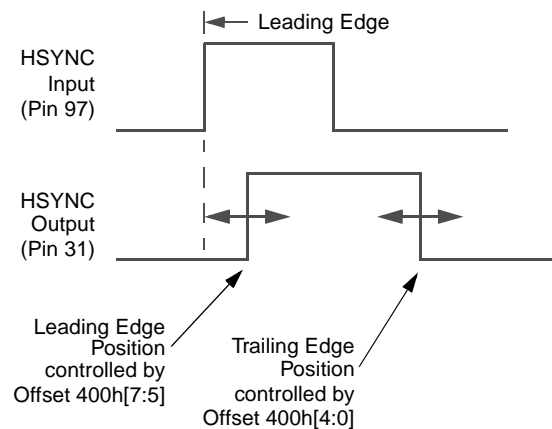 Leading Edge
HSYNC
Input
(Pin 97)
HSYNC
Output
(Pin 31)
Leading Edge
Position
controlled by
Offset 400h[7:5]
Trailing Edge
Position
controlled by
Offset 400h[4:0]